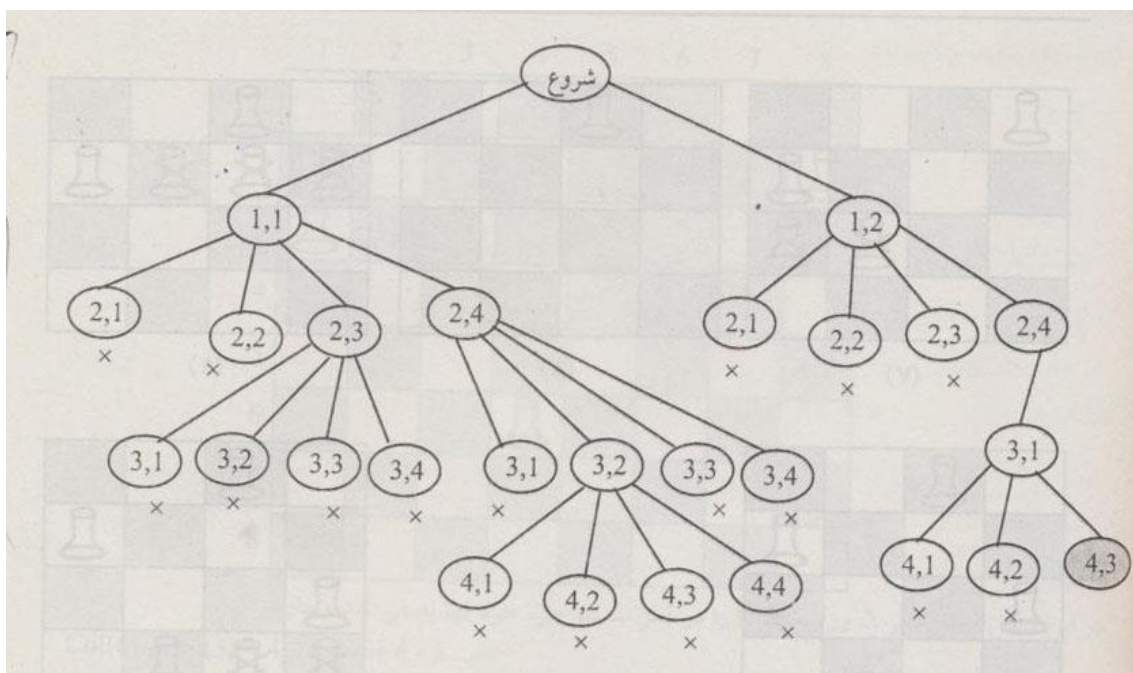 شروع
1,1 1,2
2,1 2,2 2,3 2,4 2,1 2,2 2,3 2,4
× × × × ×
3,1 3,2 3,3 3,4 3,1 3,2 3,3 3,4 3,1
× × × × × × ×
4,1 4,2 4,3 4,4 4,1 4,2 4,3
× × × × × ×